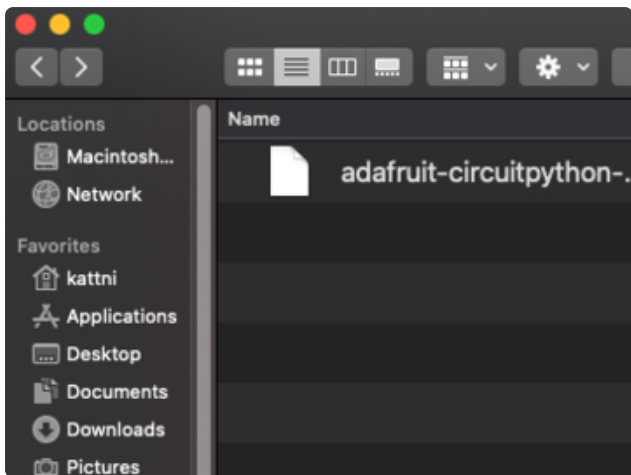 Locations
Macintosh...
Network
Favorites
kattni
Applications
Desktop
Documents
Downloads
Pictures
Name
adafruit-circuitpython-.